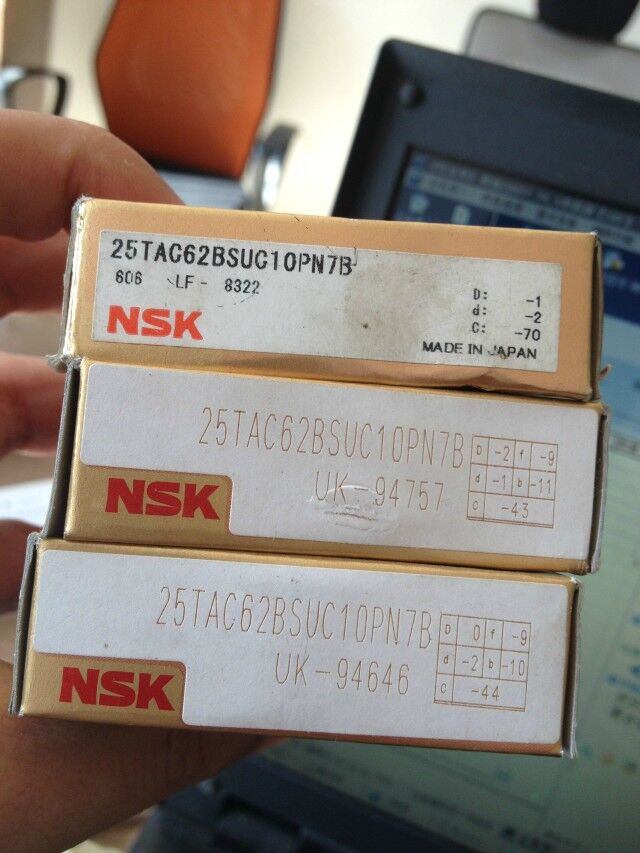 25TAC62BSUC10PN7B
606 LF- 8322
D: -1
d: -2
C: -70
NSK
MADE IN JAPAN
25TAC62BSUC10PN7B
UK-94757
D -2 f -9
d -1 b -11
C -43
NSK
25TAC62BSUC10PN7B
UK-94646
D 0 f -9
d -2 b -10
C -44
NSK